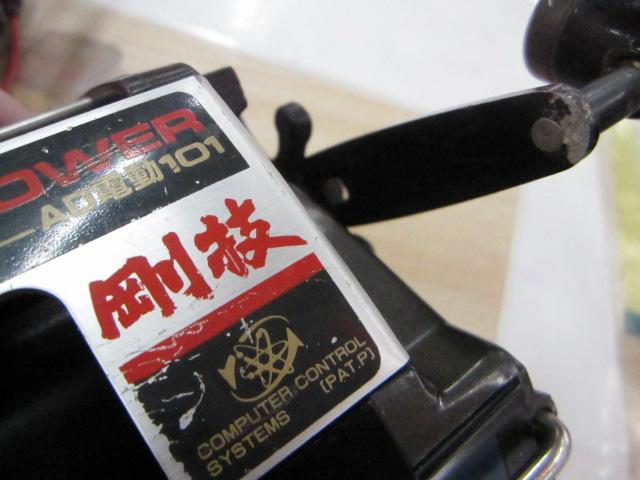 OWER
AD電動101
剛技
COMPUTER CONTROL
SYSTEMS (PAT.P)